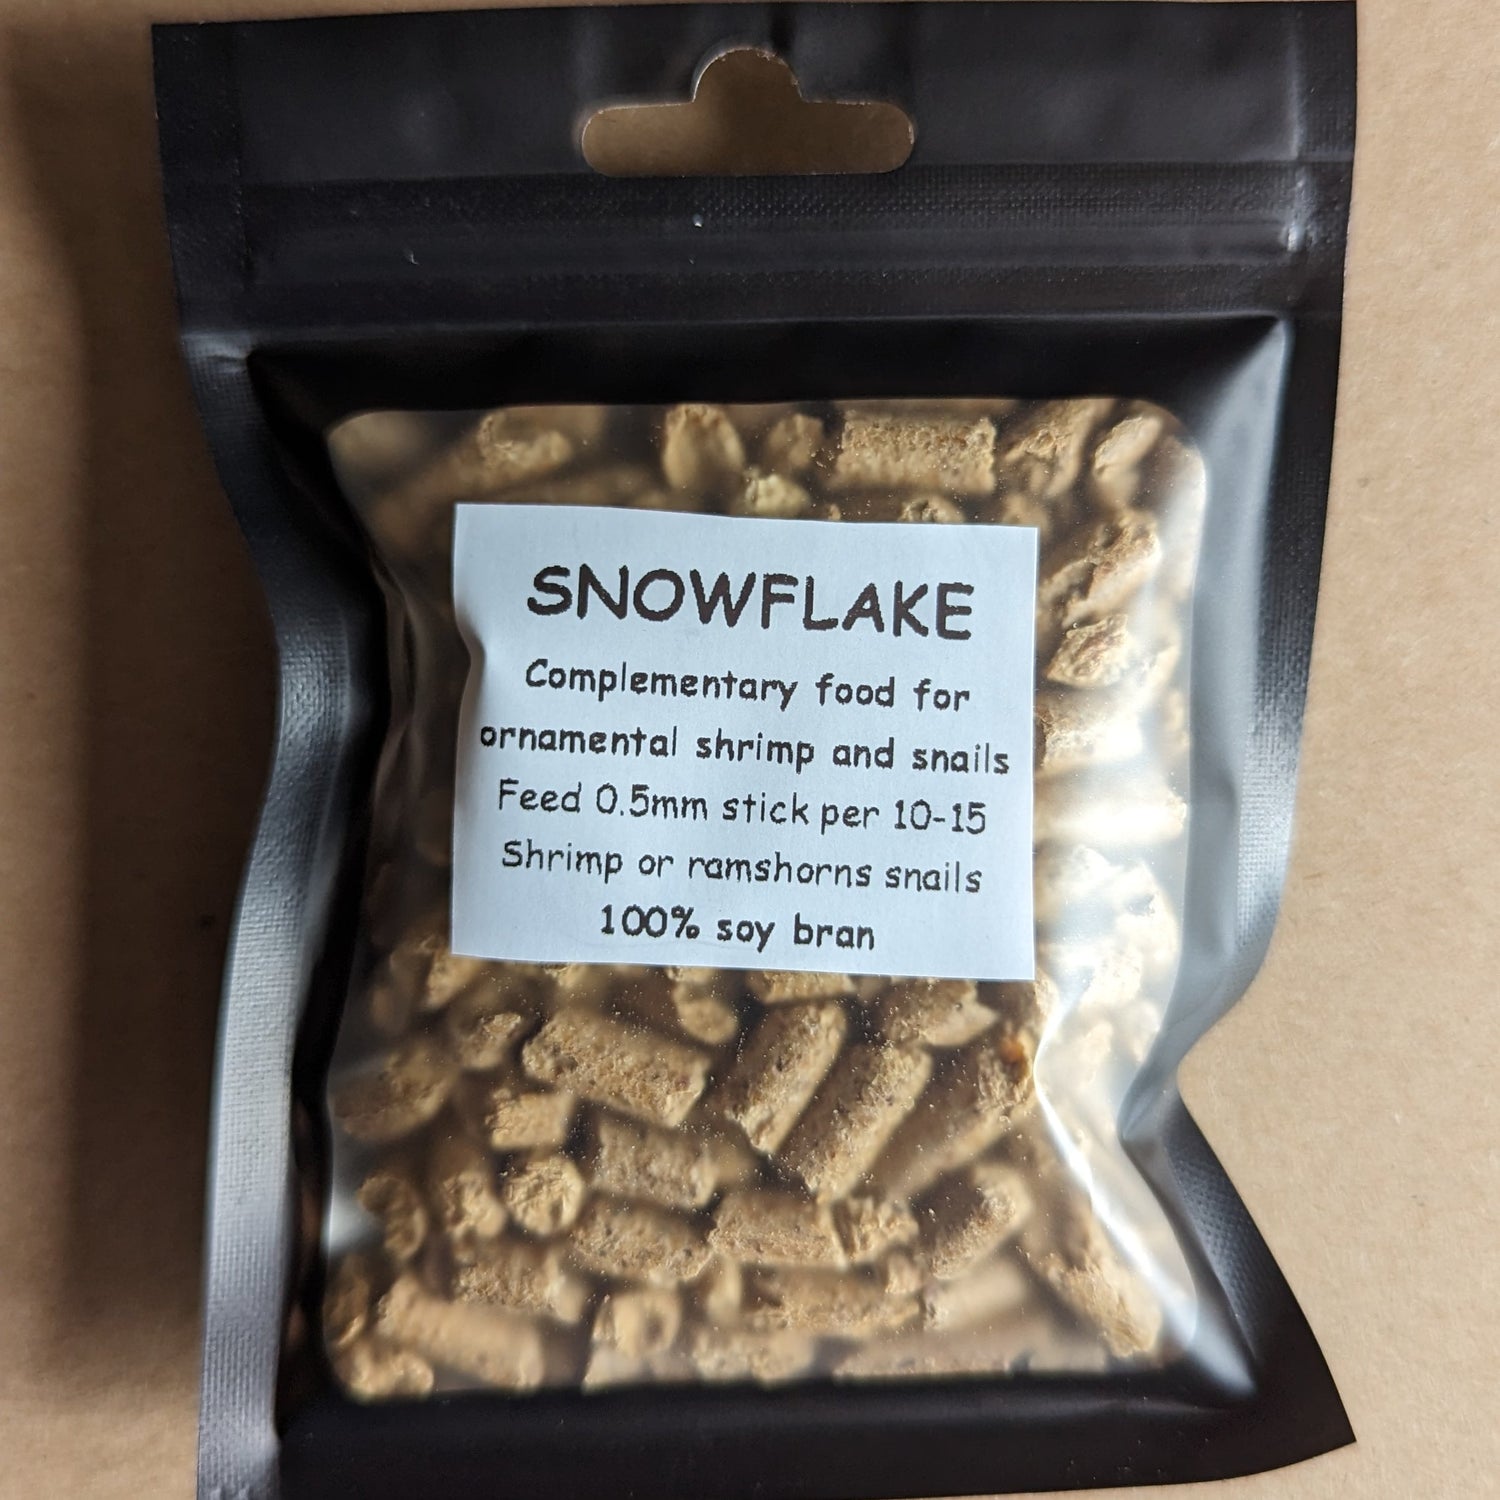 SNOWFLAKE
Complementary food for
ornamental shrimp and snails
Feed 0.5mm stick per 10-15
Shrimp or ramshorns snails
100% soy bran